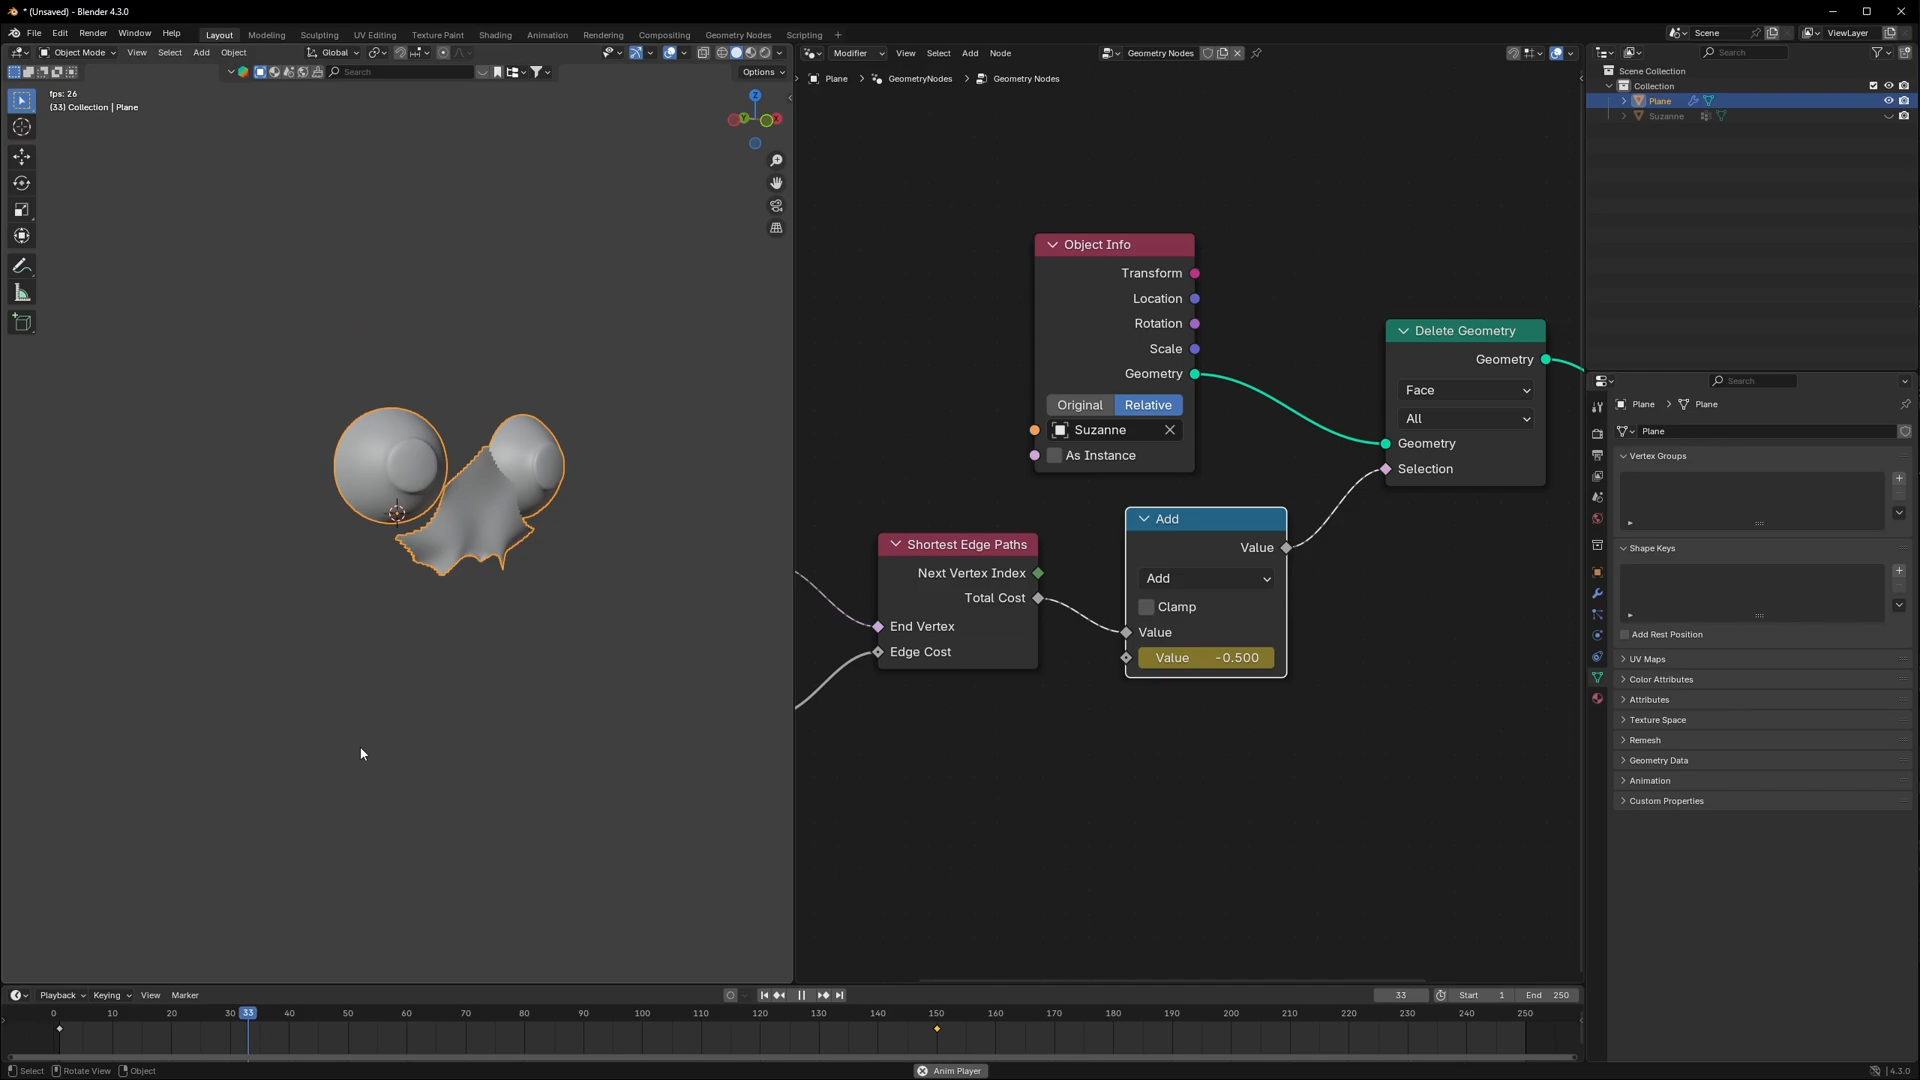 * (Unsaved) - Blender 4.3.0
File Edit Render Window Help Layout Modeling Sculpting UV Editing Texture Paint Shading Animation Rendering Compositing Geometry Nodes Scripting Scene ViewLayer
Object Mode View Select Add Object Global
Modifier View Select Add Node Geometry Nodes
Search
Search Options
fps: 26
(33) Collection | Plane
Z
Y
X
Plane GeometryNodes Geometry Nodes
Object Info
Transform
Location
Rotation
Scale
Geometry
Original Relative
Suzanne
As Instance
Delete Geometry
Geometry
Face
All
Geometry
Selection
Add
Value
Add
Clamp
Value
Value -0.500
Shortest Edge Paths
Next Vertex Index
Total Cost
End Vertex
Edge Cost
Scene Collection
Collection
Plane
Suzanne
Search
Plane Plane
Plane
Vertex Groups
Shape Keys
Add Rest Position
UV Maps
Color Attributes
Attributes
Texture Space
Remesh
Geometry Data
Animation
Custom Properties
Playback Keying View Marker 33 Start 1 End 250
0 10 20 30 33 40 50 60 70 80 90 100 110 120 130 140 150 160 170 180 190 200 210 220 230 240 250
Select Rotate View Object Anim Player 4.3.0